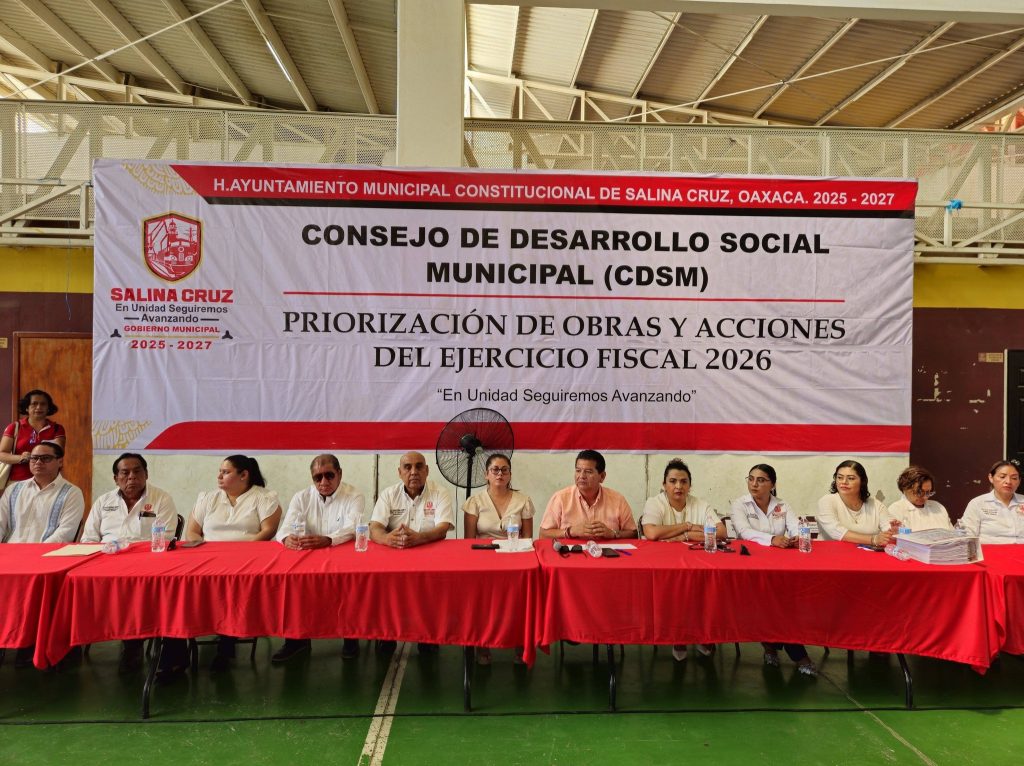 H.AYUNTAMIENTO MUNICIPAL CONSTITUCIONAL DE SALINA CRUZ, OAXACA. 2025 - 2027
CONSEJO DE DESARROLLO SOCIAL
MUNICIPAL (CDSM)
SALINA CRUZ
En Unidad Seguiremos
Avanzando
GOBIERNO MUNICIPAL
2025 - 2027
PRIORIZACIÓN DE OBRAS Y ACCIONES
DEL EJERCICIO FISCAL 2026
“En Unidad Seguiremos Avanzando”